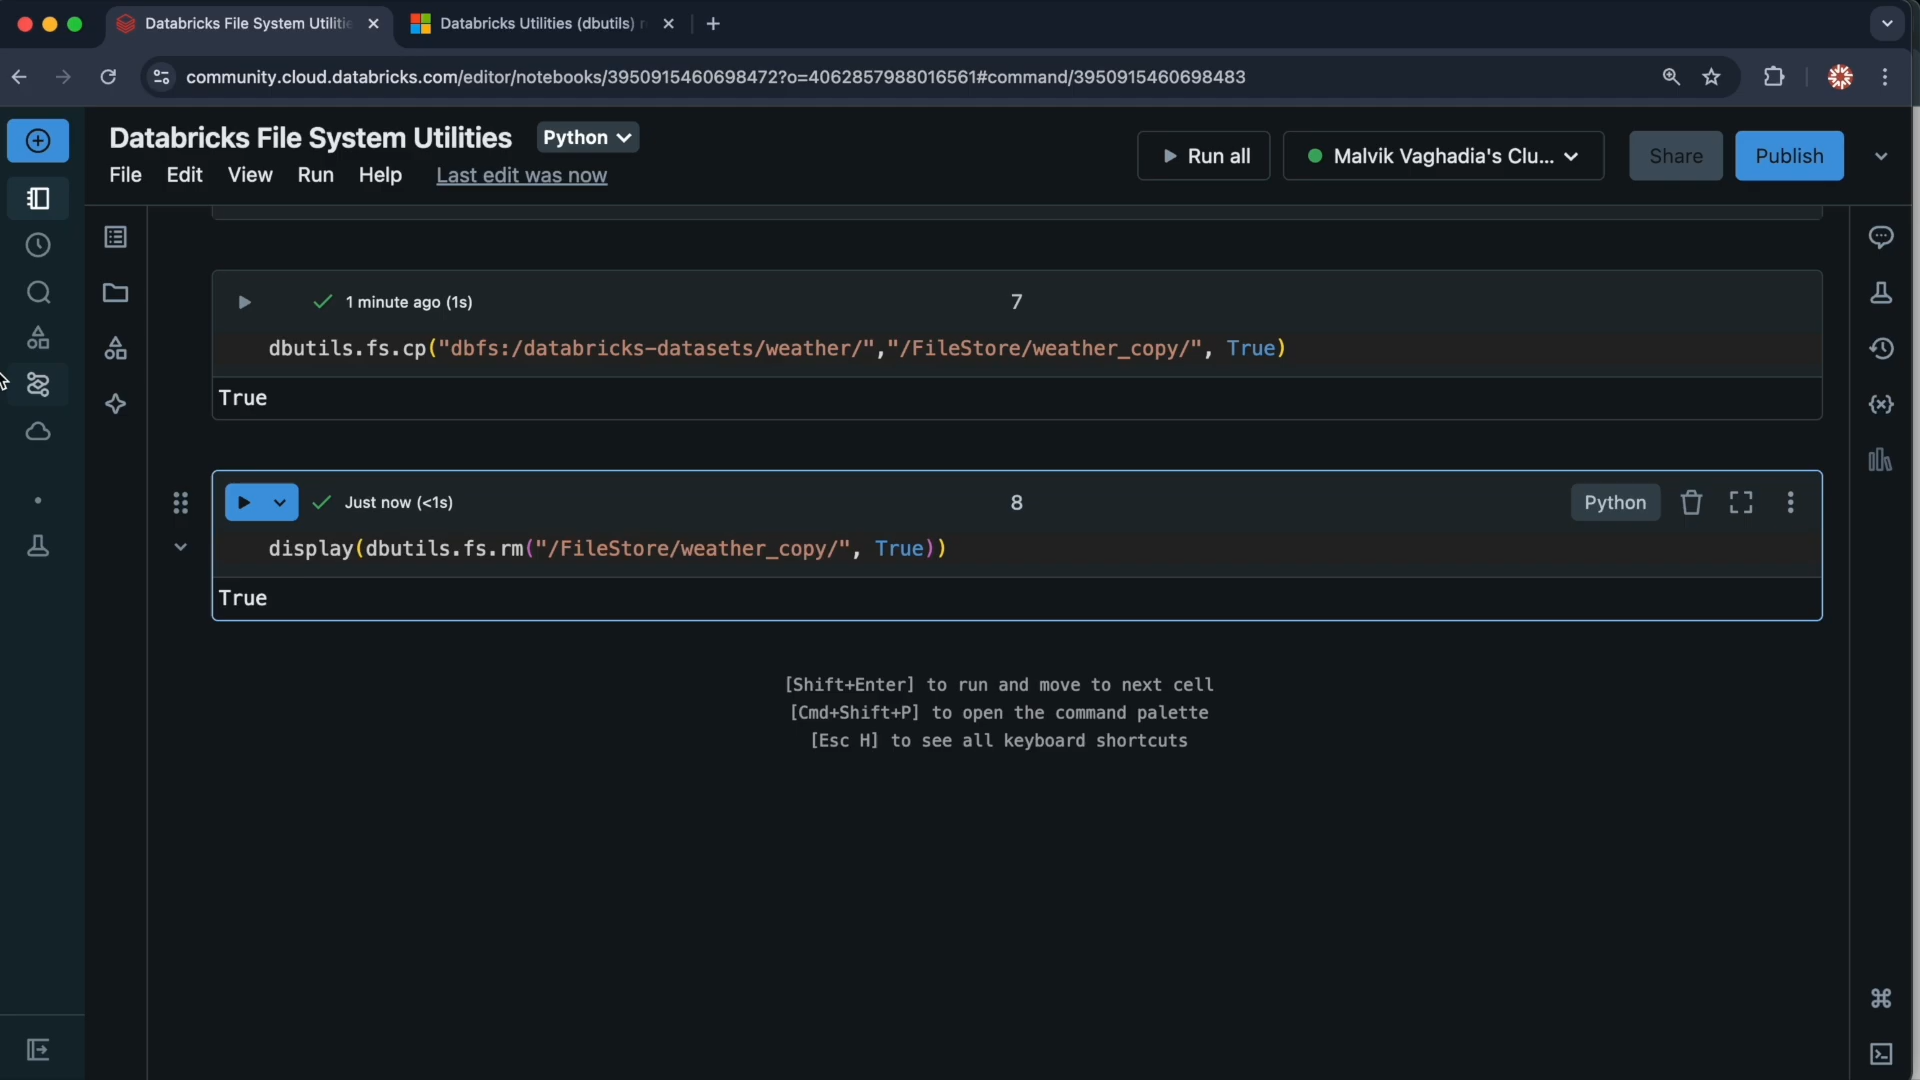 Databricks File System Utilitie
Databricks Utilities (dbutils) r
community.cloud.databricks.com/editor/notebooks/3950915460698472?o=4062857988016561#command/3950915460698483
Databricks File System Utilities
Python
File Edit View Run Help Last edit was now
Run all
Malvik Vaghadia's Clu...
Share
Publish
1 minute ago (1s)
7
dbutils.fs.cp("dbfs:/databricks-datasets/weather/","/FileStore/weather_copy/", True)
True
Just now (<1s)
8
Python
display(dbutils.fs.rm("/FileStore/weather_copy/", True))
True
[Shift+Enter] to run and move to next cell
[Cmd+Shift+P] to open the command palette
[Esc H] to see all keyboard shortcuts